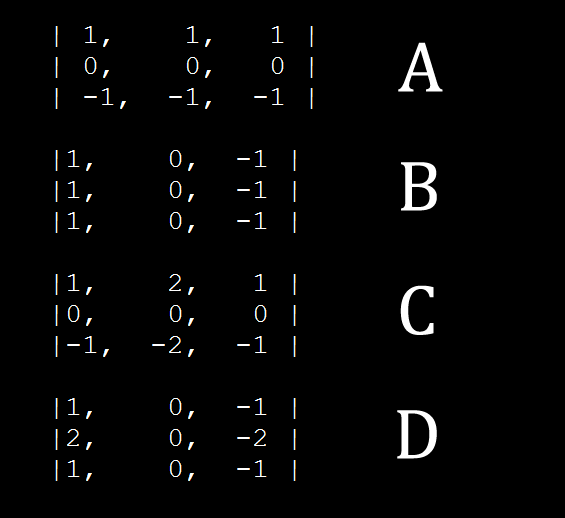 | 1, 1, 1 |
| 0, 0, 0 |
| -1, -1, -1 |
A
|1, 0, -1 |
|1, 0, -1 |
|1, 0, -1 |
B
|1, 2, 1 |
|0, 0, 0 |
|-1, -2, -1 |
C
|1, 0, -1 |
|2, 0, -2 |
|1, 0, -1 |
D